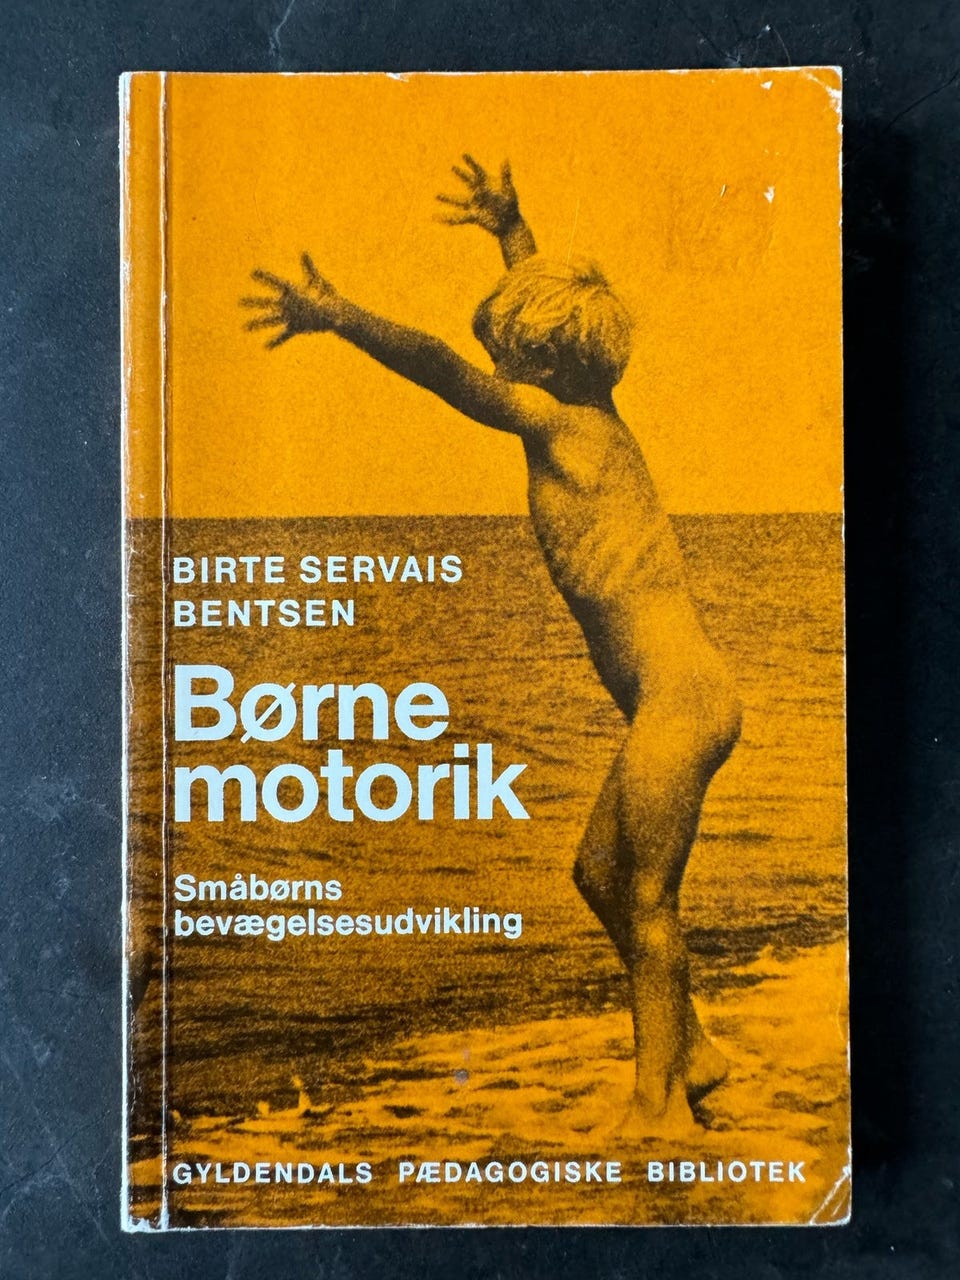 BIRTE SERVAIS
BENTSEN
Børne
motorik
Småbørns
bevægelsesudvikling
GYLDENDALS PÆDAGOGISKE BIBLIOTEK